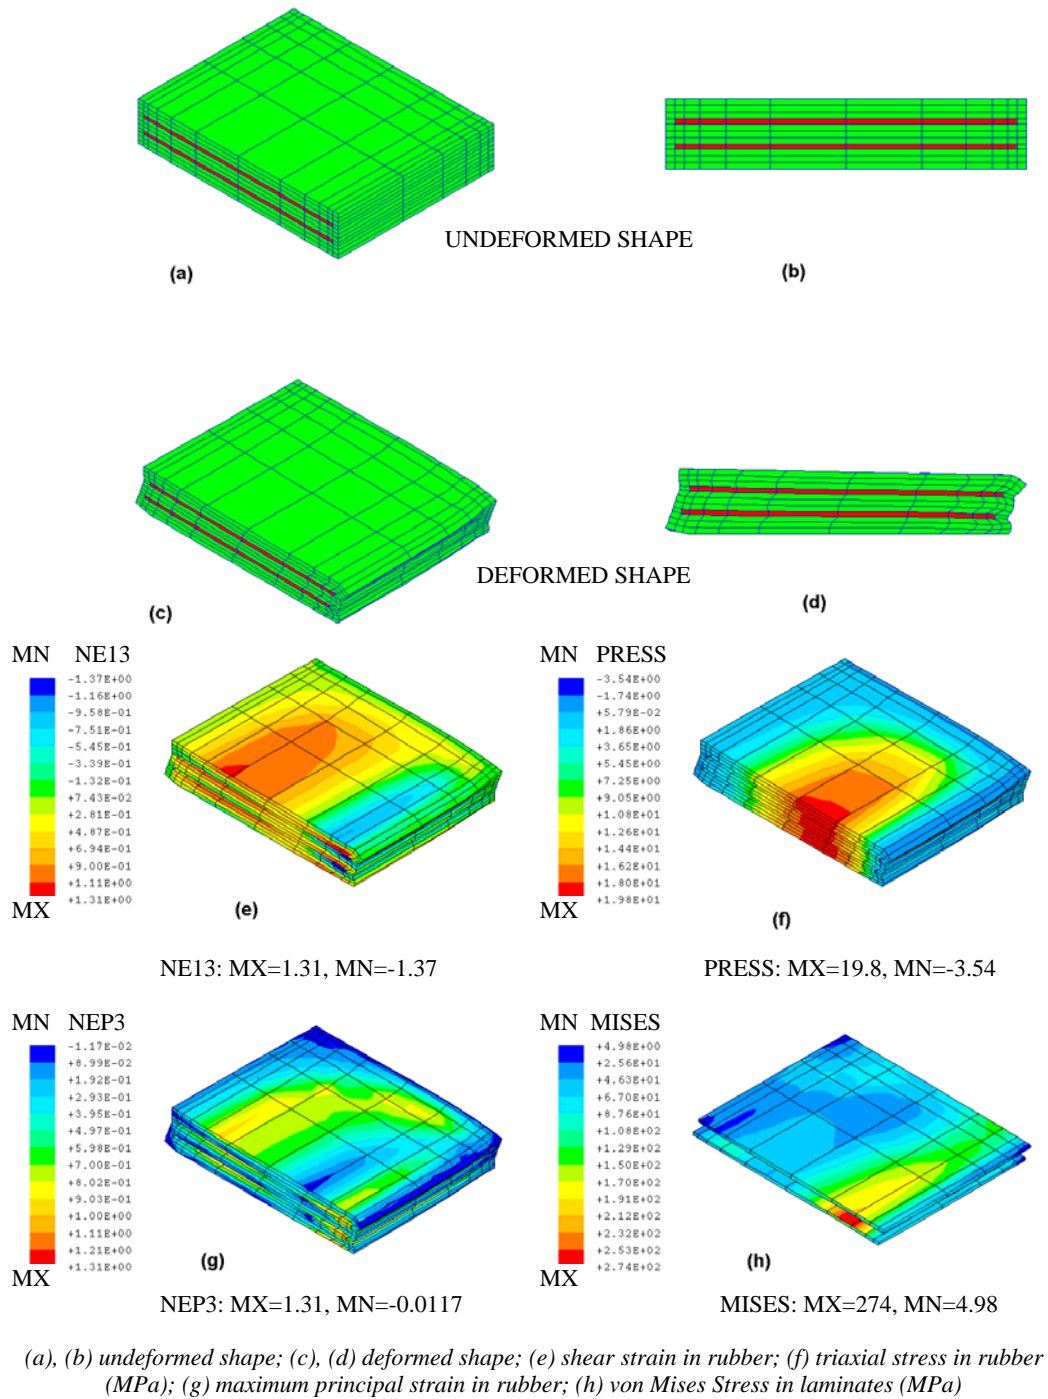 UNDEFORMED SHAPE
(a)
(b)
DEFORMED SHAPE
(c)
(d)
MN NE13
-1.37E+00
-1.16E+00
-9.58E-01
-7.51E-01
-5.45E-01
-3.39E-01
-1.32E-01
+7.43E-02
+2.81E-01
+4.87E-01
+6.94E-01
+9.00E-01
+1.11E+00
+1.31E+00
MX
(e)
MN PRESS
-3.54E+00
-1.74E+00
+5.79E-02
+1.86E+00
+3.65E+00
+5.45E+00
+7.25E+00
+9.05E+00
+1.08E+01
+1.26E+01
+1.44E+01
+1.62E+01
+1.80E+01
+1.98E+01
MX
(f)
NE13: MX=1.31, MN=-1.37
PRESS: MX=19.8, MN=-3.54
MN NEP3
-1.17E-02
+8.99E-02
+1.92E-01
+2.93E-01
+3.95E-01
+4.97E-01
+5.98E-01
+7.00E-01
+8.02E-01
+9.03E-01
+1.00E+00
+1.11E+00
+1.21E+00
+1.31E+00
MX
(g)
MN MISES
+4.98E+00
+2.56E+01
+4.63E+01
+6.70E+01
+8.76E+01
+1.08E+02
+1.29E+02
+1.50E+02
+1.70E+02
+1.91E+02
+2.12E+02
+2.32E+02
+2.53E+02
+2.74E+02
MX
(h)
NEP3: MX=1.31, MN=-0.0117
MISES: MX=274, MN=4.98
(a), (b) undeformed shape; (c), (d) deformed shape; (e) shear strain in rubber; (f) triaxial stress in rubber
(MPa); (g) maximum principal strain in rubber; (h) von Mises Stress in laminates (MPa)